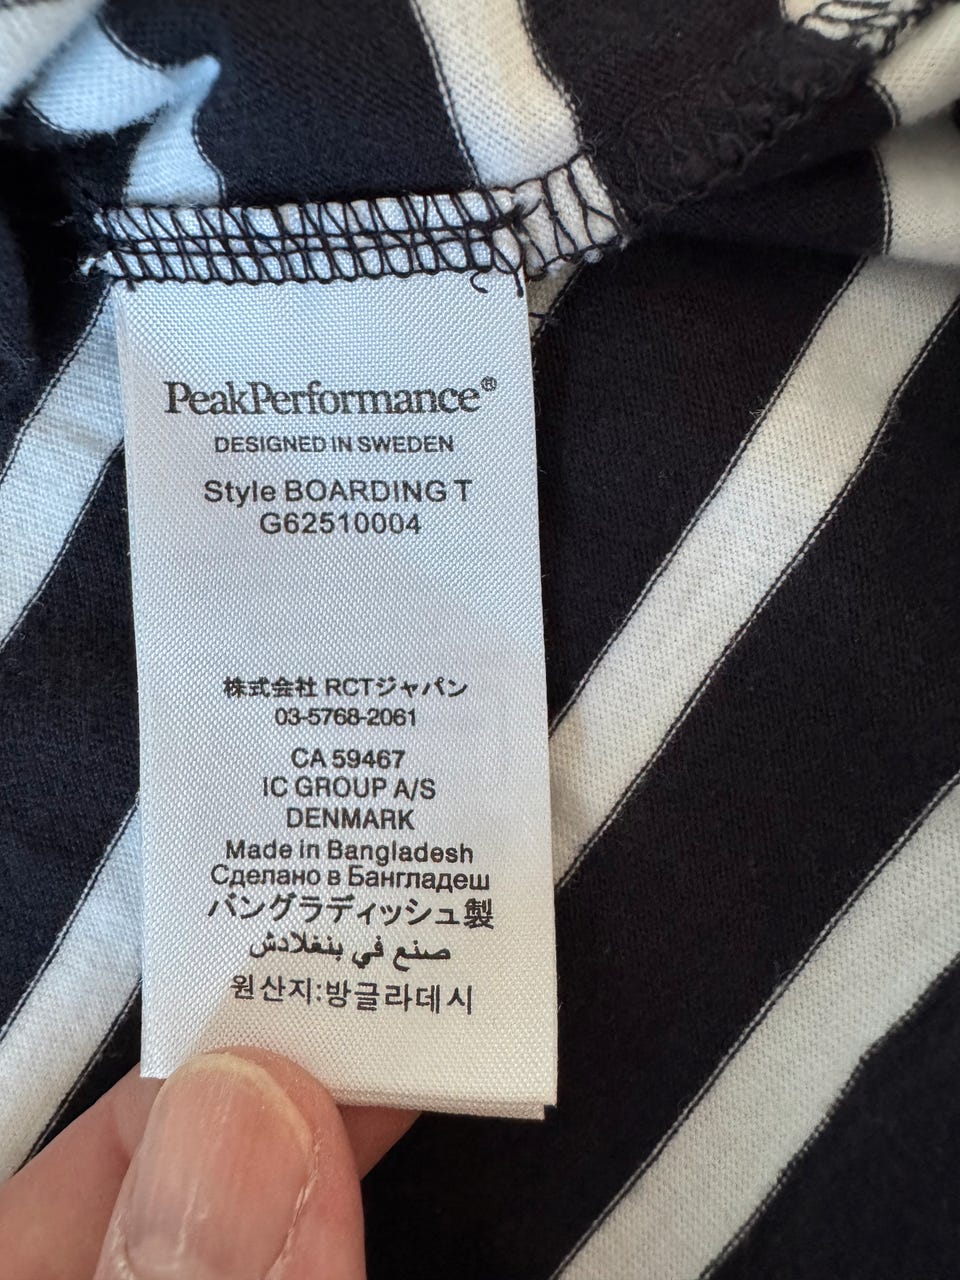 PeakPerformance®
DESIGNED IN SWEDEN
Style BOARDING T
G62510004
株式会社 RCTジャパン
03-5768-2061
CA 59467
IC GROUP A/S
DENMARK
Made in Bangladesh
Сделано в Бангладеш
バングラディッシュ製
صنع في بنغلادش
원산지:방글라데시